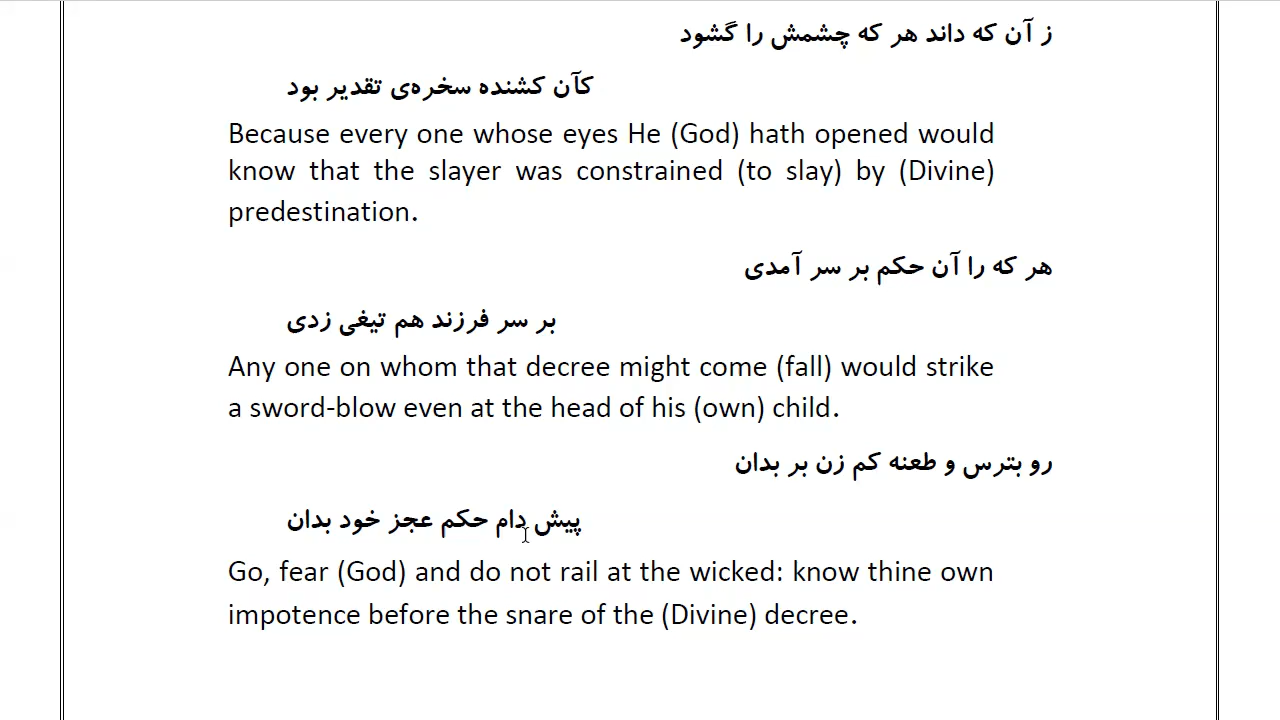 ز آن که داند هر که چشمش را گشود
کآن کشنده سخره‌ی تقدیر بود
Because every one whose eyes He (God) hath opened would
know that the slayer was constrained (to slay) by (Divine)
predestination.
هر که را آن حکم بر سر آمدی
بر سر فرزند هم تیغی زدی
Any one on whom that decree might come (fall) would strike
a sword-blow even at the head of his (own) child.
رو بترس و طعنه کم زن بر بدان
پیش دام حکم عجز خود بدان
Go, fear (God) and do not rail at the wicked: know thine own
impotence before the snare of the (Divine) decree.